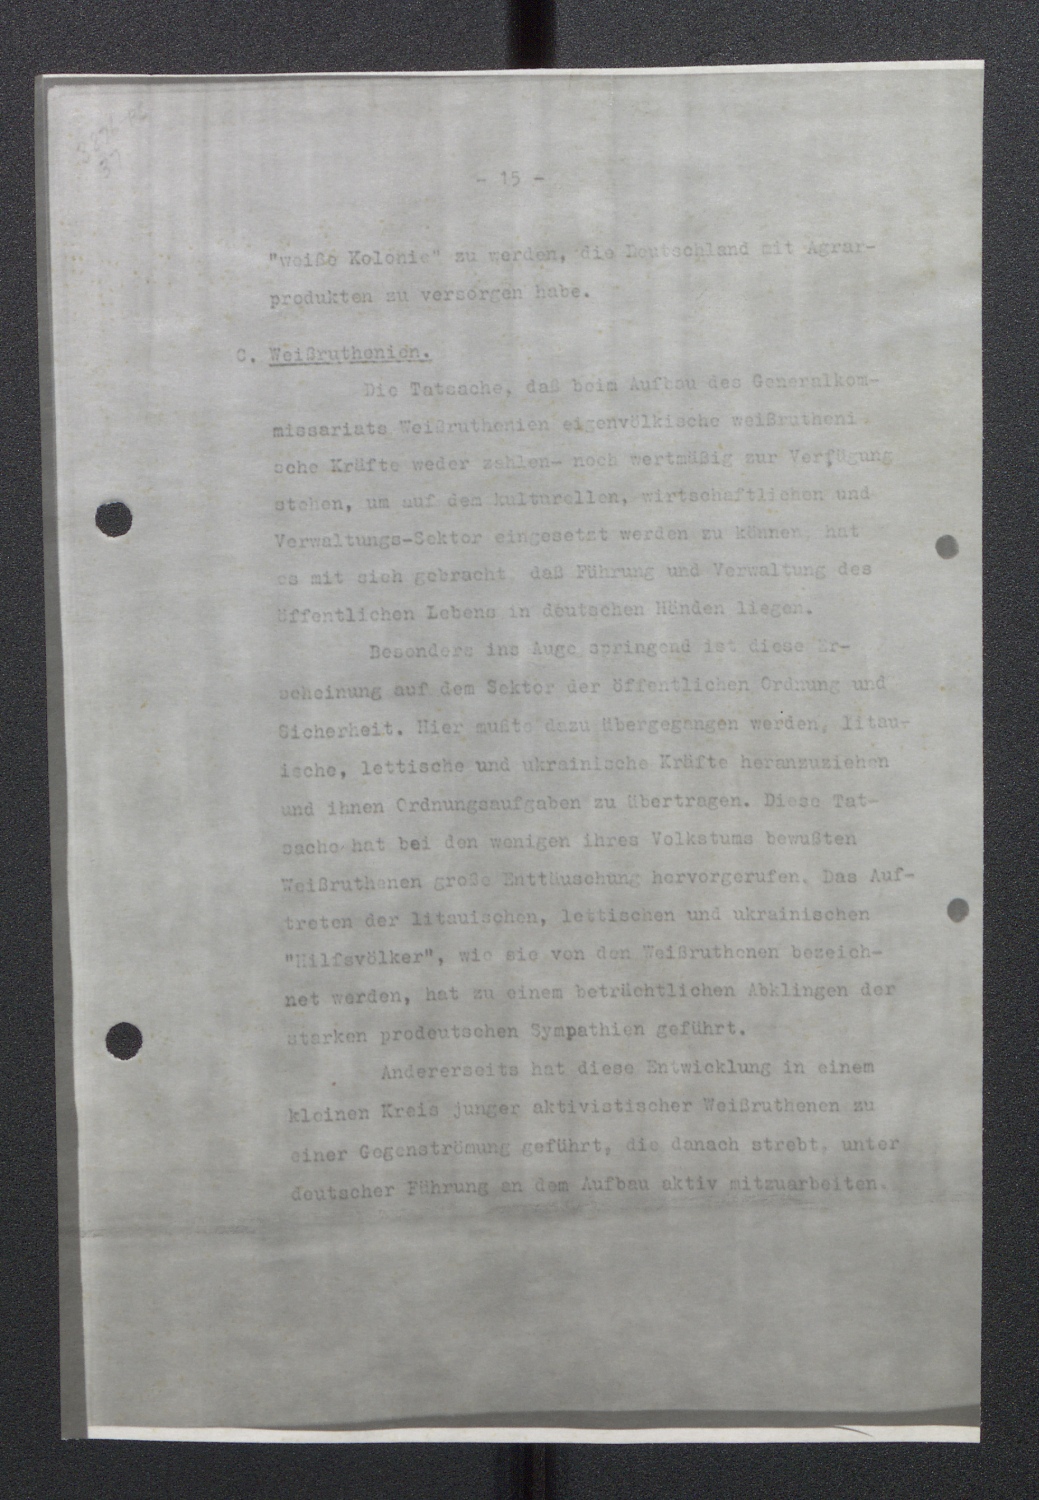 - 15 -
"weiße Kolonie" zu werden, die Deutschland mit Agrar-
produkten zu versorgen habe.
C. Weißruthenien.
Die Tatsache, daß beim Aufbau des Generalkom-
missariats Weißruthenien eigenvölkische weißrutheni-
sche Kräfte weder zahlen- noch wertmäßig zur Verfügung
stehen, um auf dem kulturellen, wirtschaftlichen und
Verwaltungs-Sektor eingesetzt werden zu können, hat
es mit sich gebracht, daß Führung und Verwaltung des
öffentlichen Lebens in deutschen Händen liegen.
Besonders ins Auge springend ist diese Er-
scheinung auf dem Sektor der öffentlichen Ordnung und
Sicherheit. Hier mußte dazu übergegangen werden, litau-
ische, lettische und ukrainische Kräfte heranzuziehen
und ihnen Ordnungsaufgaben zu übertragen. Diese Tat-
sache hat bei den wenigen ihres Volkstums bewußten
Weißruthenen große Enttäuschung hervorgerufen. Das Auf-
treten der litauischen, lettischen und ukrainischen
"Hilfsvölker", wie sie von den Weißruthenen bezeich-
net werden, hat zu einem beträchtlichen Abklingen der
starken prodeutschen Sympathien geführt.
Andererseits hat diese Entwicklung in einem
kleinen Kreis junger aktivistischer Weißruthenen zu
einer Gegenströmung geführt, die danach strebt, unter
deutscher Führung an dem Aufbau aktiv mitzuarbeiten.